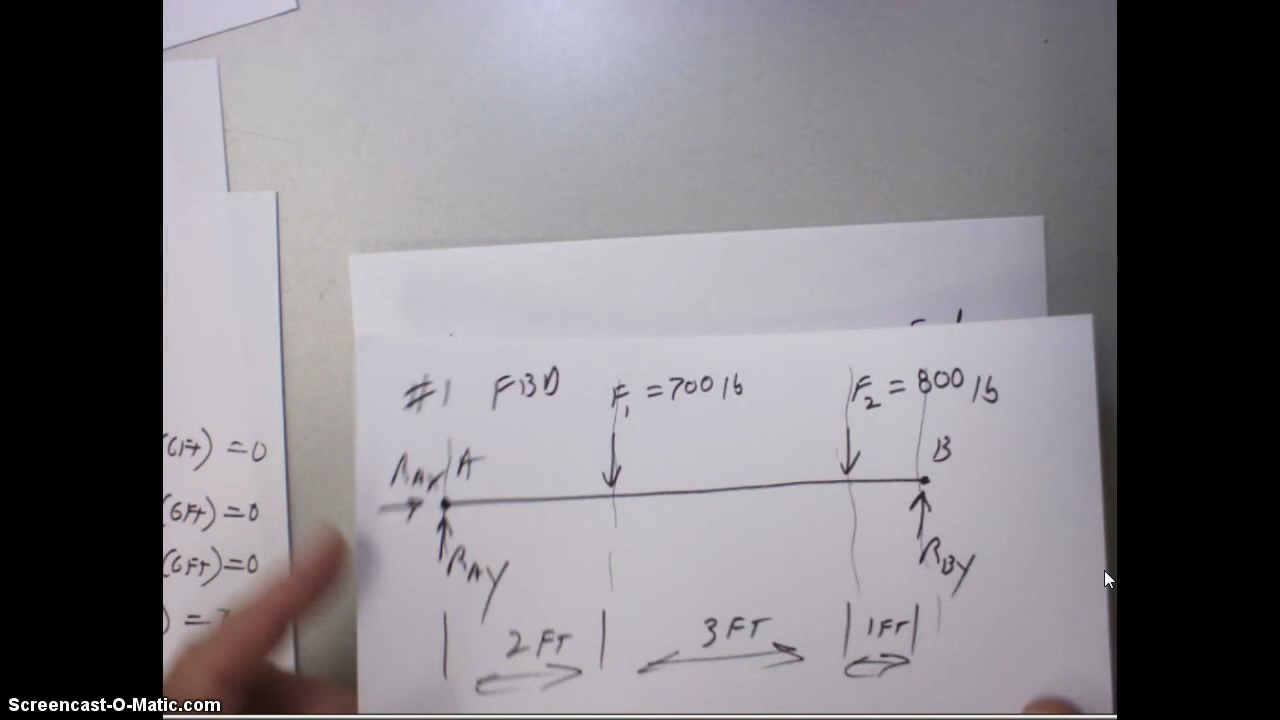 (6Ft) = 0
(6Ft) = 0
(6FT) = 0
) =
#1 FBD F1 = 700 lb F2 = 800 lb
RAX A B
RAY RBY
2 FT 3 FT 1 FT
Screencast-O-Matic.com